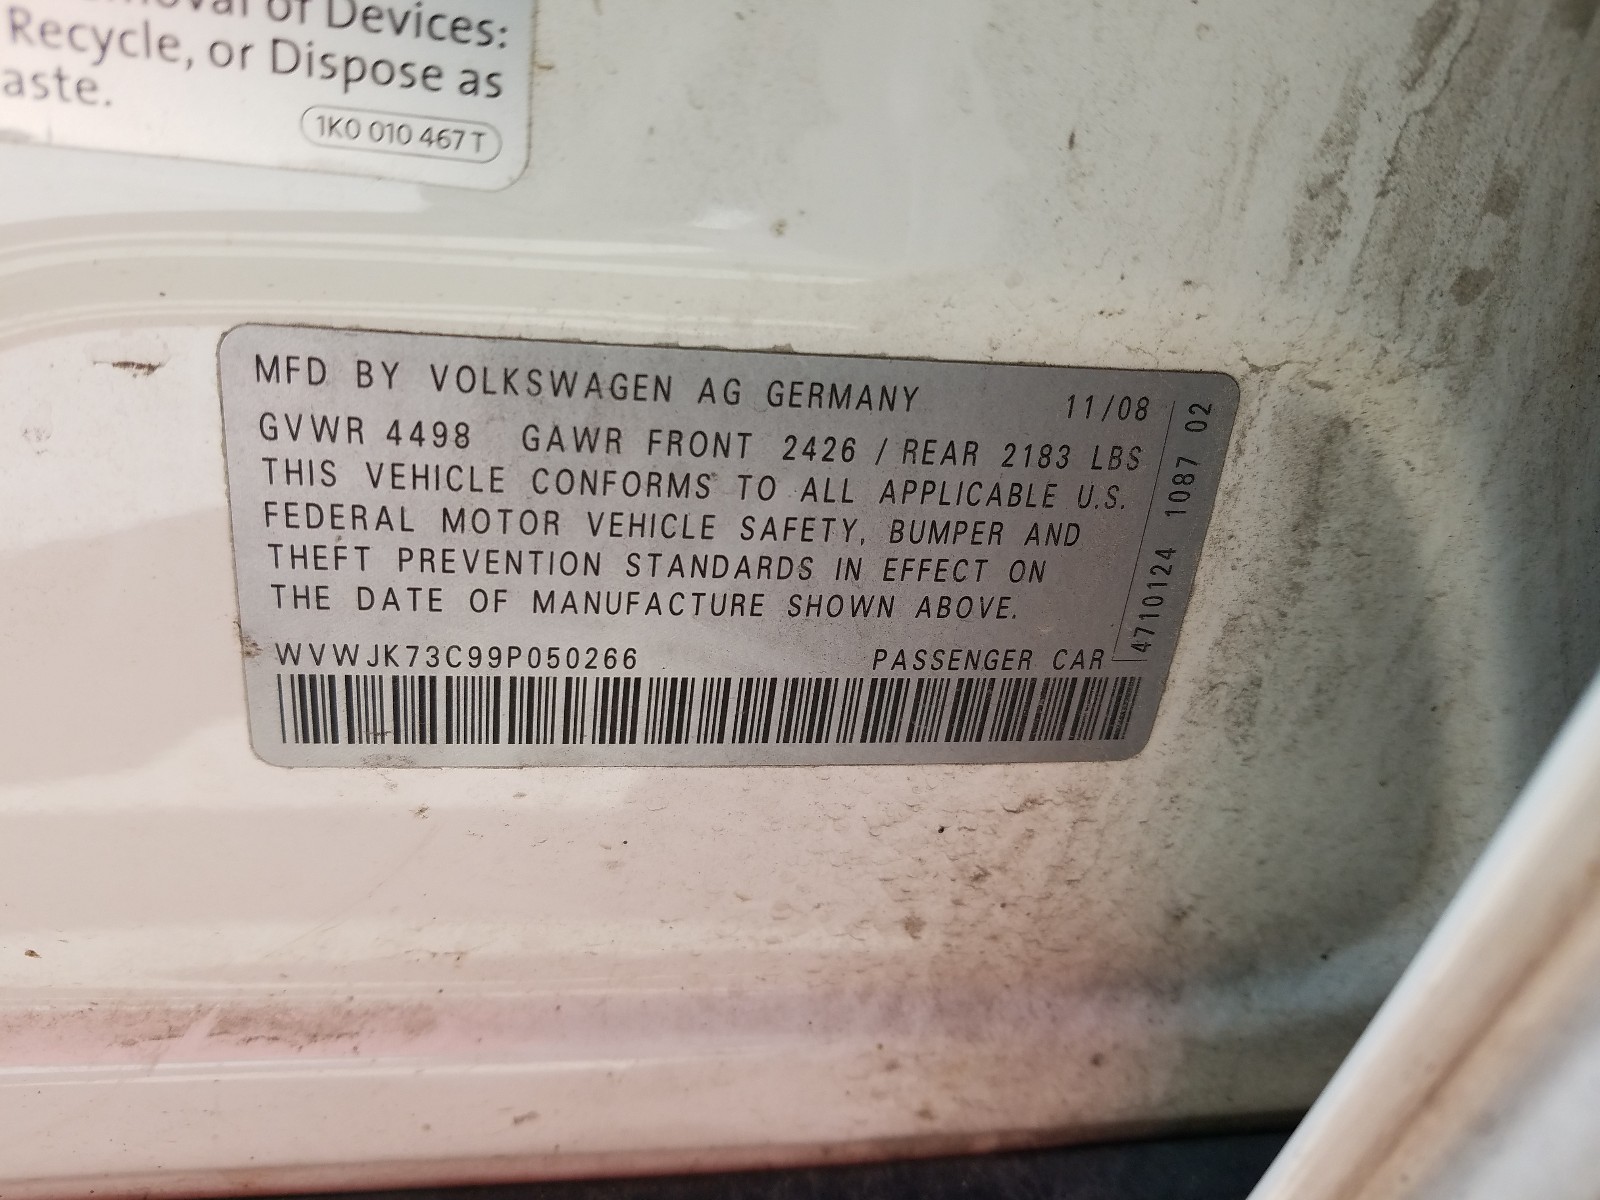 of Devices:
Recycle, or Dispose as
aste.
1K0 010 467 T
MFD BY VOLKSWAGEN AG GERMANY 11/08
GVWR 4498 GAWR FRONT 2426 / REAR 2183 LBS
THIS VEHICLE CONFORMS TO ALL APPLICABLE U.S.
FEDERAL MOTOR VEHICLE SAFETY, BUMPER AND
THEFT PREVENTION STANDARDS IN EFFECT ON
THE DATE OF MANUFACTURE SHOWN ABOVE.
WVWJK73C99P050266 PASSENGER CAR
4710124 1087 02